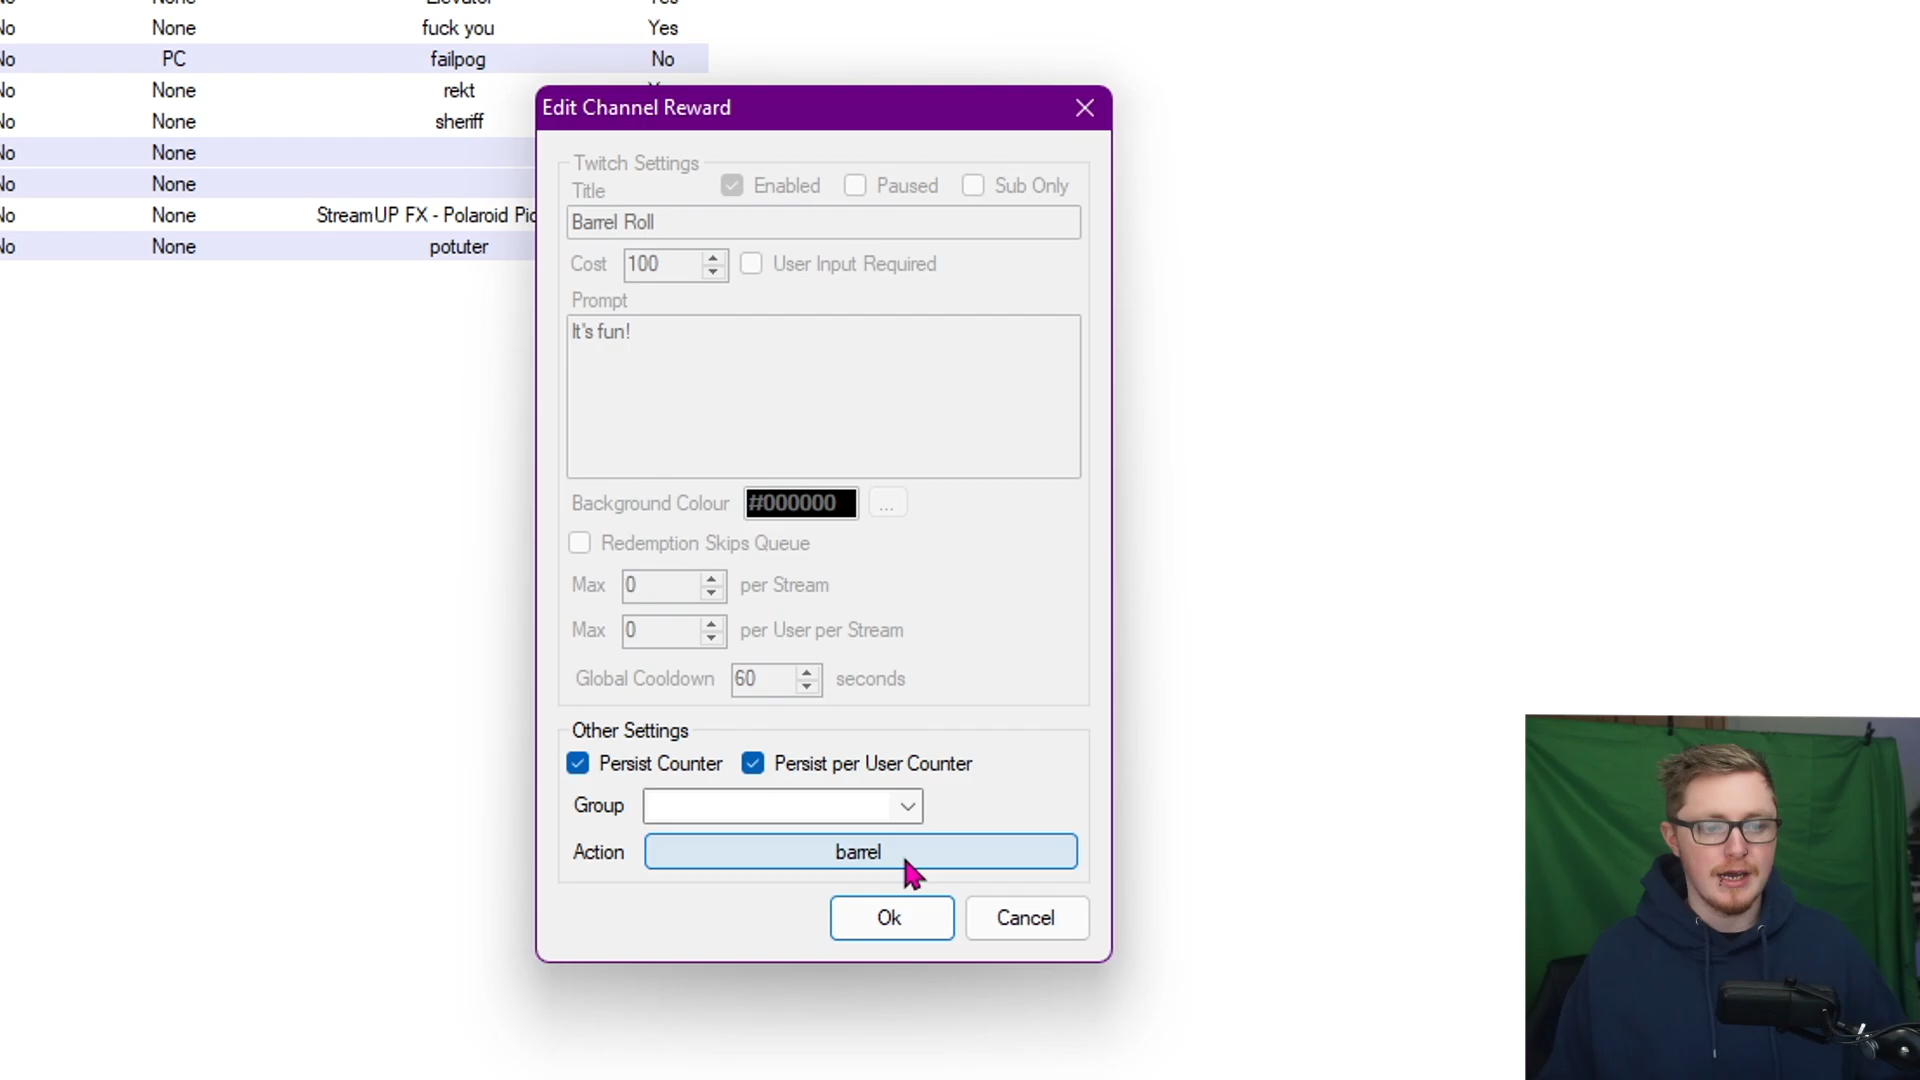 No None Elevator Yes
No None fuck you Yes
No PC failpog No
No None rekt
No None sheriff
No None
No None
No None StreamUP FX - Polaroid Pic
No None potuter
Edit Channel Reward
Twitch Settings
Title Enabled Paused Sub Only
Barrel Roll
Cost 100 User Input Required
Prompt
It's fun!
Background Colour #000000 ...
Redemption Skips Queue
Max 0 per Stream
Max 0 per User per Stream
Global Cooldown 60 seconds
Other Settings
Persist Counter Persist per User Counter
Group
Action barrel
Ok Cancel